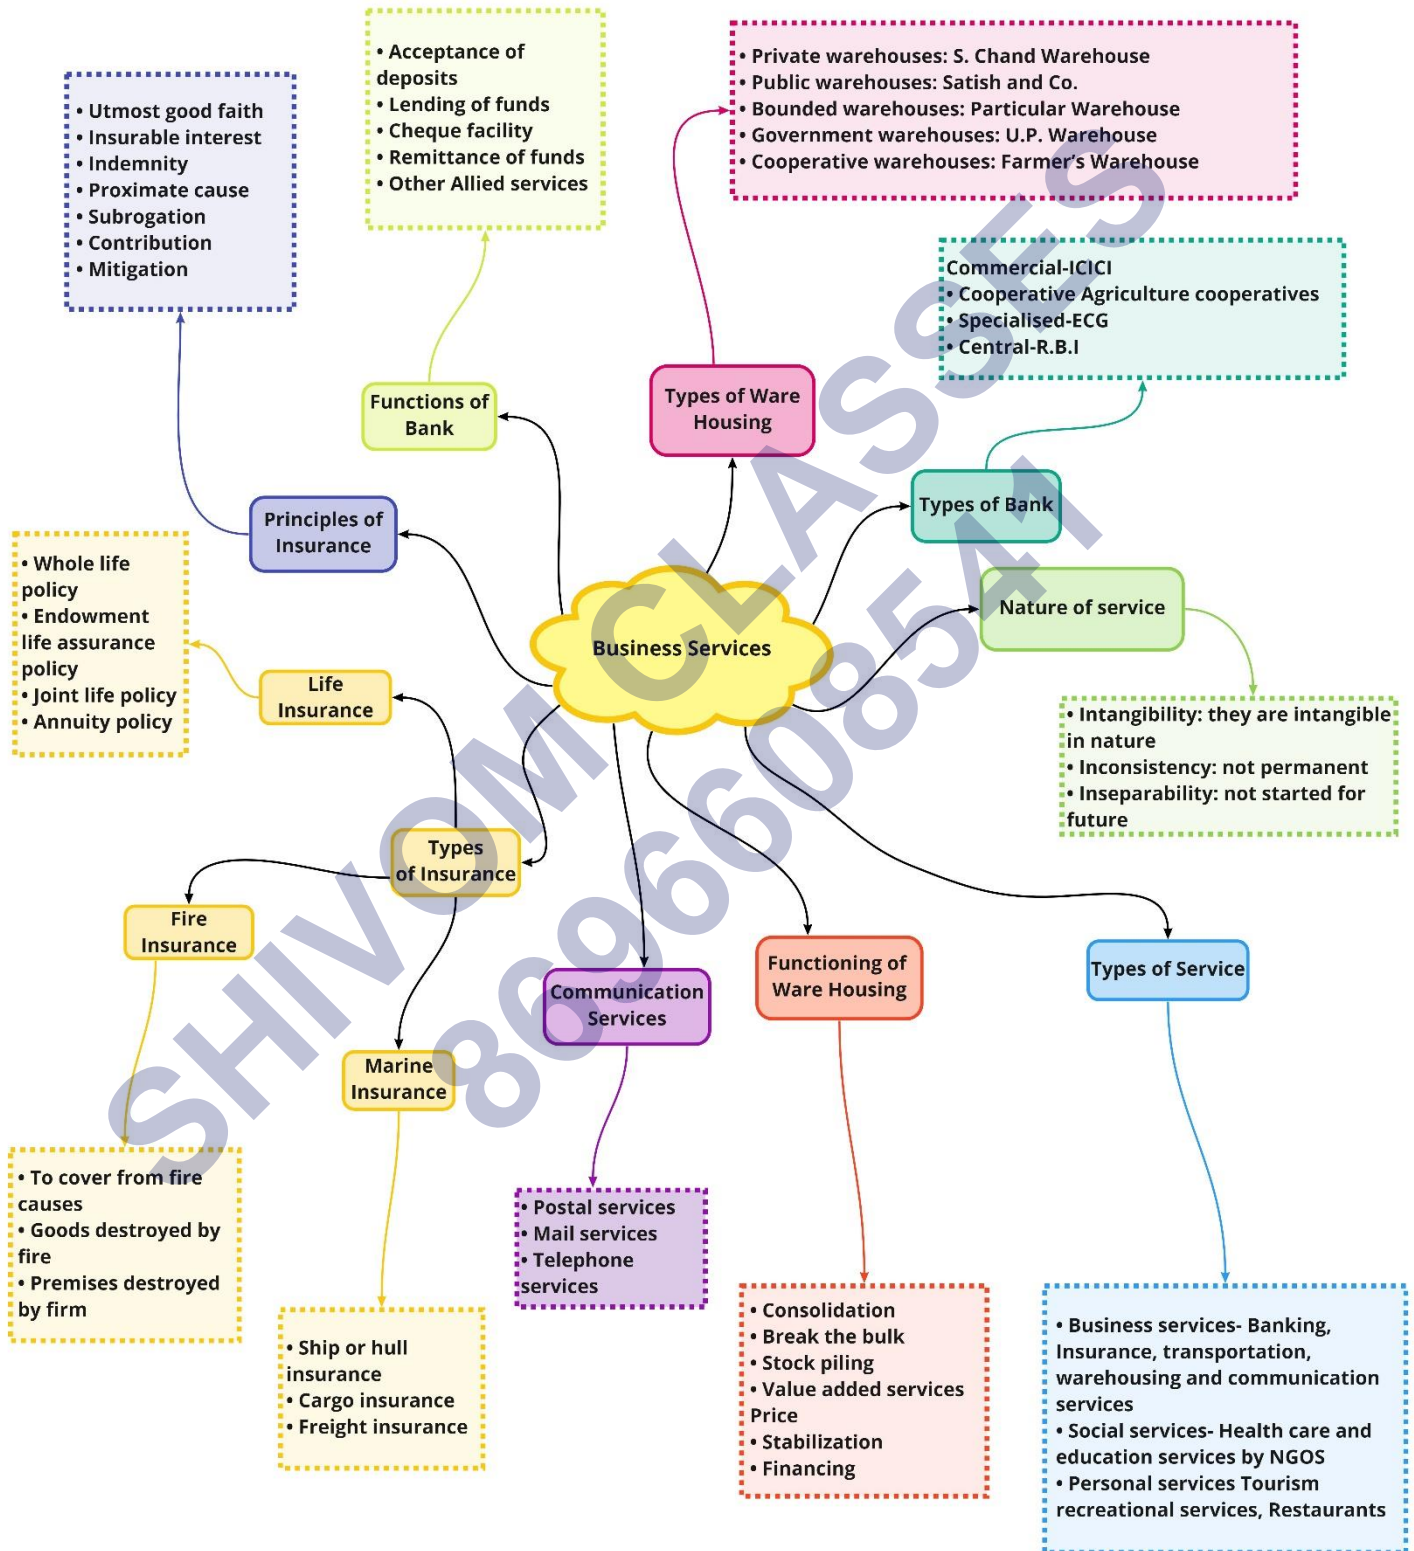 • Acceptance of
deposits
• Lending of funds
• Cheque facility
• Remittance of funds
• Other Allied services
• Private warehouses: S. Chand Warehouse
• Public warehouses: Satish and Co.
• Bounded warehouses: Particular Warehouse
• Government warehouses: U.P. Warehouse
• Cooperative warehouses: Farmer's Warehouse
• Utmost good faith
• Insurable interest
• Indemnity
• Proximate cause
• Subrogation
• Contribution
• Mitigation
Commercial-ICICI
• Cooperative Agriculture cooperatives
• Specialised-ECG
• Central-R.B.I
Functions of
Bank
Types of Ware
Housing
Types of Bank
Principles of
Insurance
• Whole life
policy
• Endowment
life assurance
policy
• Joint life policy
• Annuity policy
Nature of service
Business Services
Life
Insurance
• Intangibility: they are intangible
in nature
• Inconsistency: not permanent
• Inseparability: not started for
future
Types
of Insurance
Fire
Insurance
Communication
Services
Functioning of
Ware Housing
Types of Service
Marine
Insurance
• To cover from fire
causes
• Goods destroyed by
fire
• Premises destroyed
by firm
• Postal services
• Mail services
• Telephone
services
• Ship or hull
insurance
• Cargo insurance
• Freight insurance
• Consolidation
• Break the bulk
• Stock piling
• Value added services
Price
• Stabilization
• Financing
• Business services- Banking,
Insurance, transportation,
warehousing and communication
services
• Social services- Health care and
education services by NGOS
• Personal services Tourism
recreational services, Restaurants
SHIVOM CLASSES
8696608541